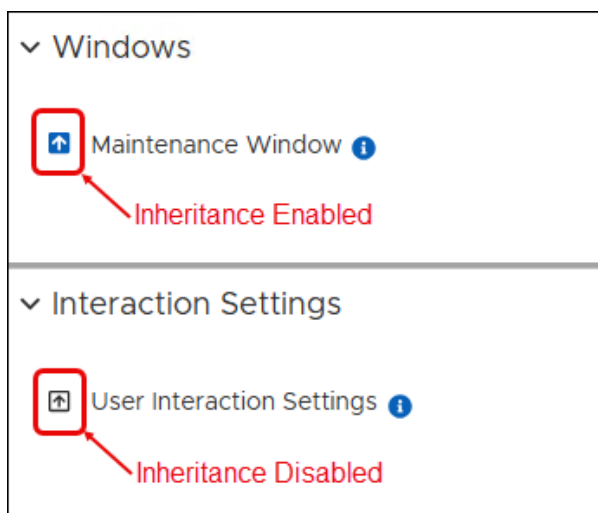 Windows
Maintenance Window
Inheritance Enabled
Interaction Settings
User Interaction Settings
Inheritance Disabled